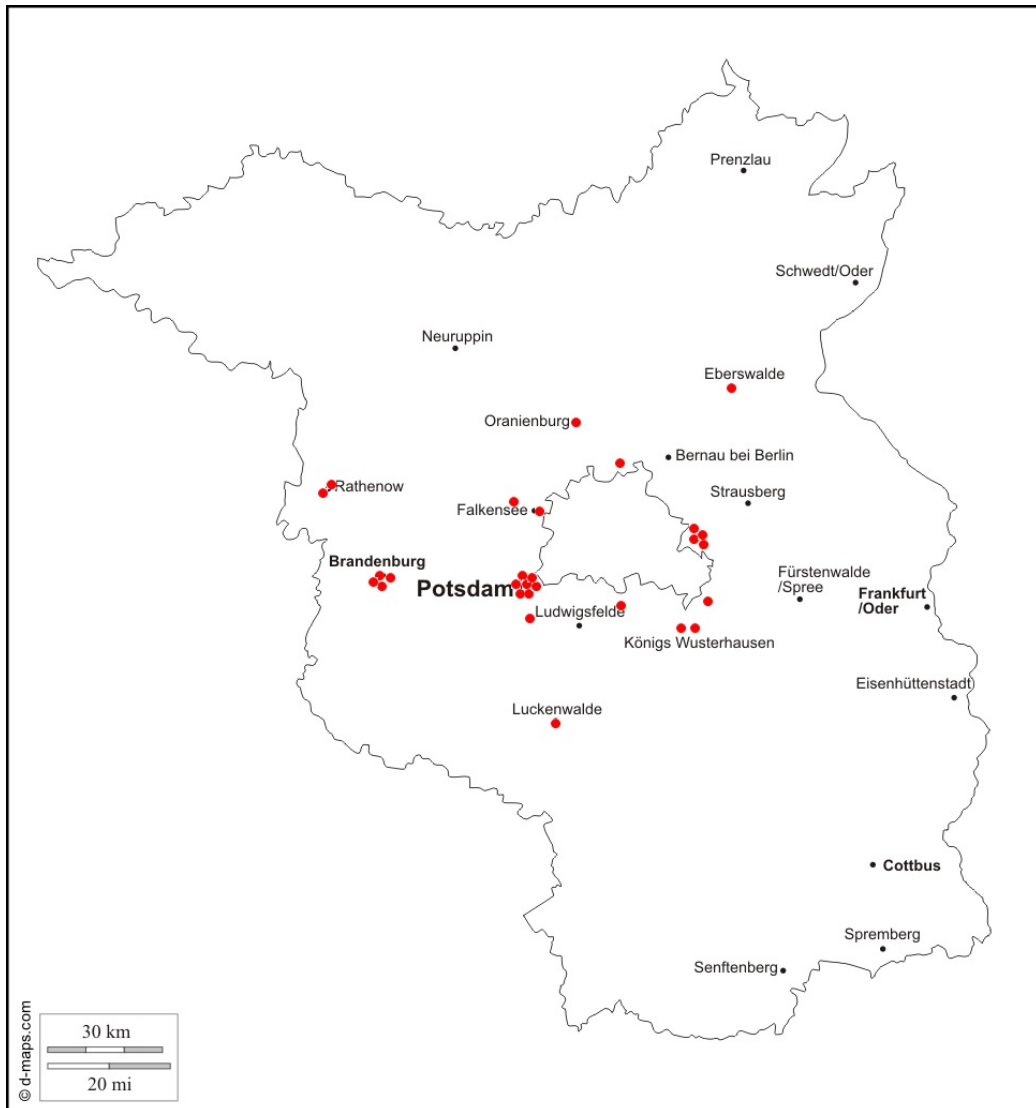 Prenzlau
Schwedt/Oder
Neuruppin
Eberswalde
Oranienburg
Bernau bei Berlin
Rathenow
Strausberg
Falkensee
Brandenburg
Potsdam
Fürstenwalde
/Spree
Frankfurt
/Oder
Ludwigsfelde
Königs Wusterhausen
Eisenhüttenstadt
Luckenwalde
Cottbus
Spremberg
Senftenberg
30 km
20 mi
© d-maps.com